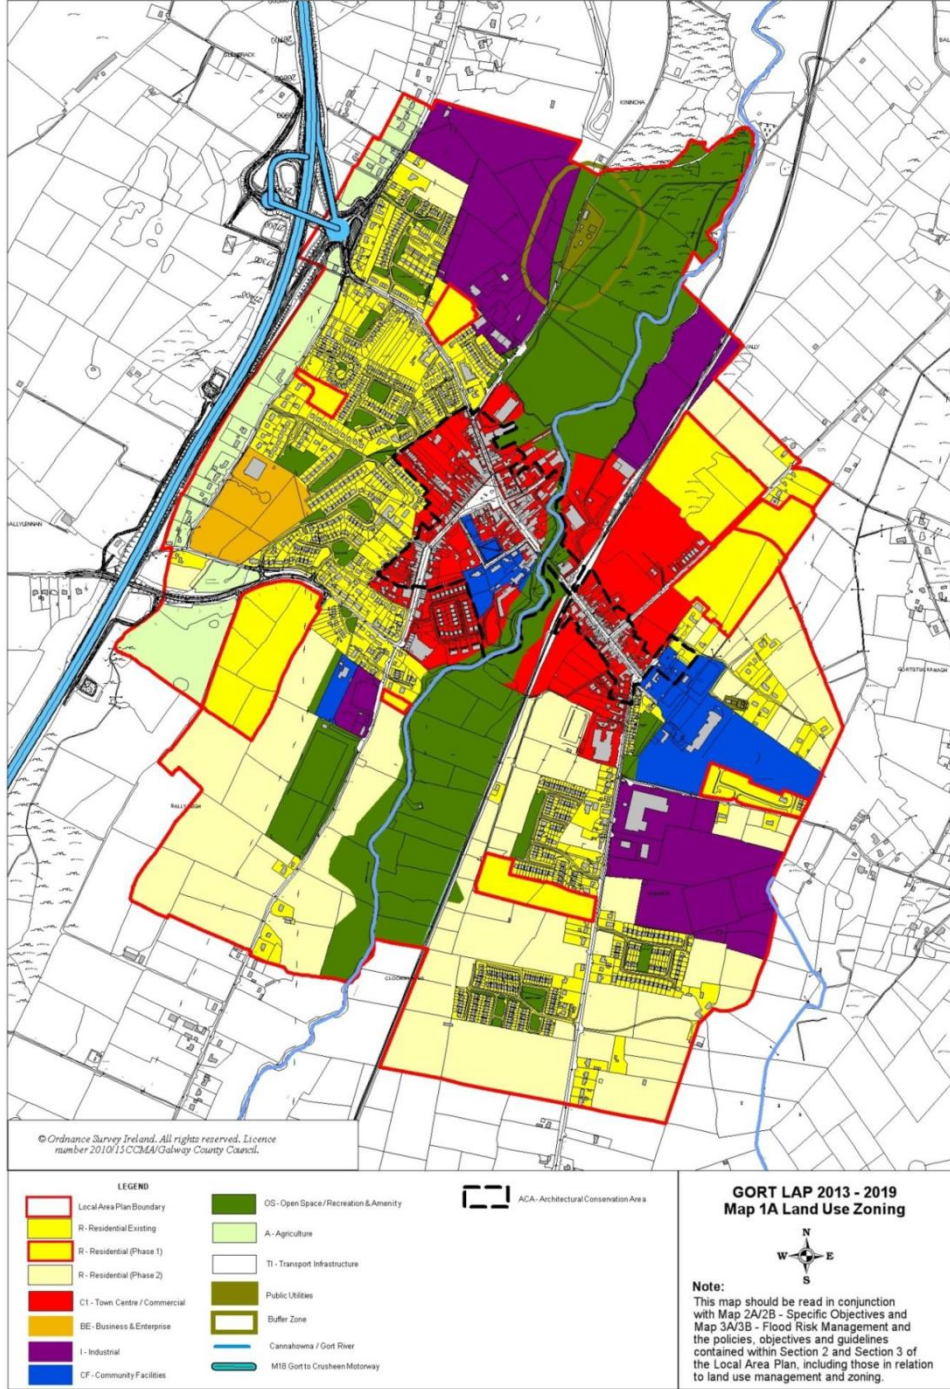 KININCHA
© Ordnance Survey Ireland. All rights reserved. Licence
number 2010/15CCMA/Galway County Council.
LEGEND
Local Area Plan Boundary
R - Residential Existing
R - Residential (Phase 1)
R - Residential (Phase 2)
C1 - Town Centre / Commercial
BE - Business & Enterprise
I - Industrial
CF - Community Facilities
OS - Open Space / Recreation & Amenity
A - Agriculture
TI - Transport Infrastructure
Public Utilities
Buffer Zone
Cannahowna / Gort River
M18 Gort to Crusheen Motorway
ACA - Architectural Conservation Area
GORT LAP 2013 - 2019
Map 1A Land Use Zoning
N
W E
S
Note:
This map should be read in conjunction
with Map 2A/2B - Specific Objectives and
Map 3A/3B - Flood Risk Management and
the policies, objectives and guidelines
contained within Section 2 and Section 3 of
the Local Area Plan, including those in relation
to land use management and zoning.